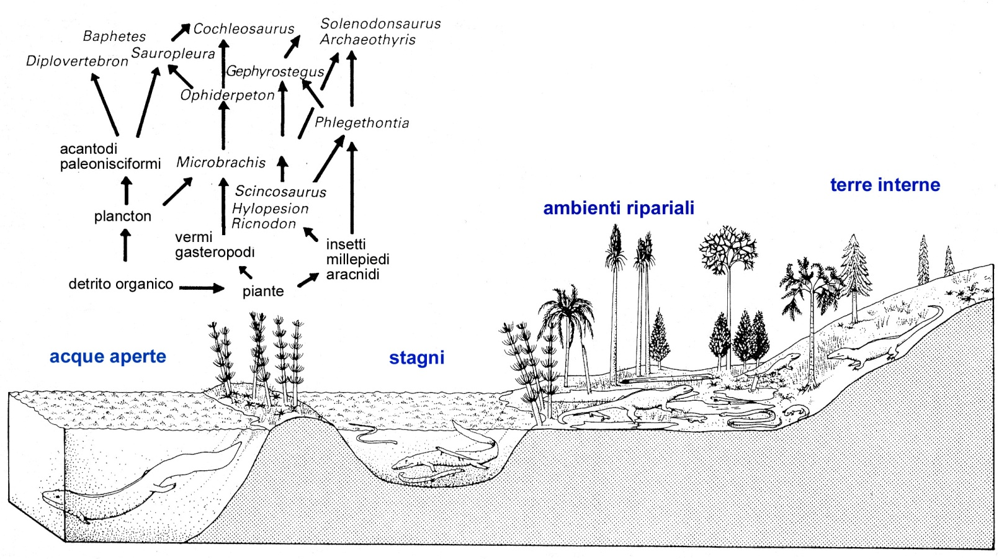 Cochleosaurus
Solenodonsaurus
Archaeothyris
Baphetes
Sauropleura
Diplovertebron
Gephyrostegus
Ophiderpeton
Phlegethontia
acantodi
paleonisciformi
Microbrachis
Scincosaurus
Hylopesion
Ricnodon
plancton
vermi
gasteropodi
insetti
millepiedi
aracnidi
detrito organico
piante
terre interne
ambienti ripariali
acque aperte
stagni